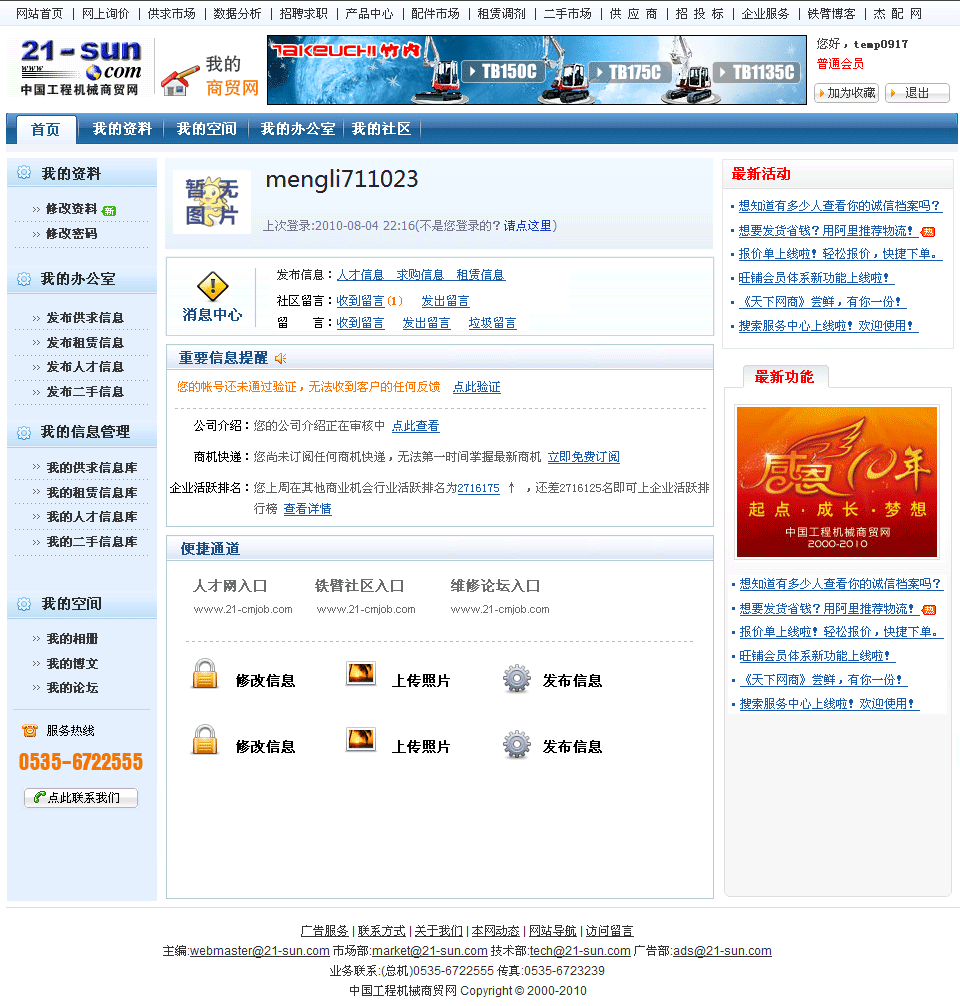 网站首页 | 网上询价 | 供求市场 | 数据分析 | 招聘求职 | 产品中心 | 配件市场 | 租赁调剂 | 二手市场 | 供 应 商 | 招 投 标 | 企业服务 | 铁臂博客 | 杰 配 网
21-sun
www .com
中国工程机械商贸网
我的
商贸网
TAKEUCHI 竹内
TB150C TB175C TB1135C
您好，temp0917
普通会员
加为收藏 退出
首页 我的资料 我的空间 我的办公室 我的社区
我的资料
修改资料 新
修改密码
我的办公室
发布供求信息
发布租赁信息
发布人才信息
发布二手信息
我的信息管理
我的供求信息库
我的租赁信息库
我的人才信息库
我的二手信息库
我的空间
我的相册
我的博文
我的论坛
服务热线
0535-6722555
点此联系我们
暂无图片
mengli711023
上次登录:2010-08-04 22:16(不是您登录的？请点这里)
消息中心
发布信息：人才信息 求购信息 租赁信息
社区留言：收到留言(1) 发出留言
留 言：收到留言 发出留言 垃圾留言
重要信息提醒
您的帐号还未通过验证，无法收到客户的任何反馈 点此验证
公司介绍：您的公司介绍正在审核中 点此查看
商机快递：您尚未订阅任何商机快递，无法第一时间掌握最新商机 立即免费订阅
企业活跃排名：您上周在其他商业机会行业活跃排名为2716175 ↑ ，还差2716125名即可上企业活跃排
行榜 查看详情
便捷通道
人才网入口 铁臂社区入口 维修论坛入口
www.21-cmjob.com www.21-cmjob.com www.21-cmjob.com
修改信息 上传照片 发布信息
修改信息 上传照片 发布信息
最新活动
想知道有多少人查看你的诚信档案吗？
想要发货省钱？用阿里推荐物流！ 热
报价单上线啦！轻松报价，快捷下单。
旺铺会员体系新功能上线啦！
《天下网商》尝鲜，有你一份！
搜索服务中心上线啦！欢迎使用！
最新功能
感恩10年
起点·成长·梦想
中国工程机械商贸网
2000-2010
想知道有多少人查看你的诚信档案吗？
想要发货省钱？用阿里推荐物流！ 热
报价单上线啦！轻松报价，快捷下单。
旺铺会员体系新功能上线啦！
《天下网商》尝鲜，有你一份！
搜索服务中心上线啦！欢迎使用！
广告服务 | 联系方式 | 关于我们 | 本网动态 | 网站导航 | 访问留言
主编:webmaster@21-sun.com 市场部:market@21-sun.com 技术部:tech@21-sun.com 广告部:ads@21-sun.com
业务联系:(总机)0535-6722555 传真:0535-6723239
中国工程机械商贸网 Copyright © 2000-2010